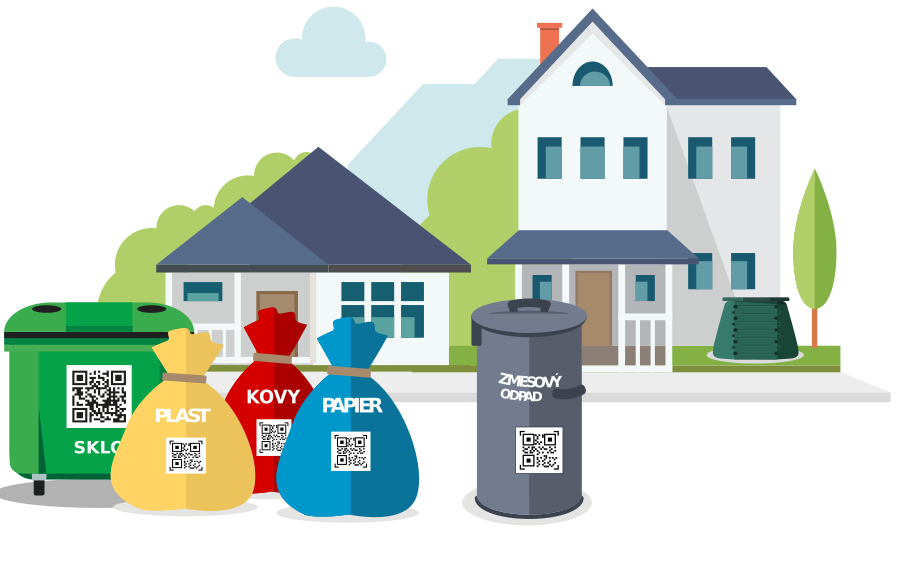 SKLO
PLAST
KOVY
PAPIER
ZMESOVÝ
ODPAD